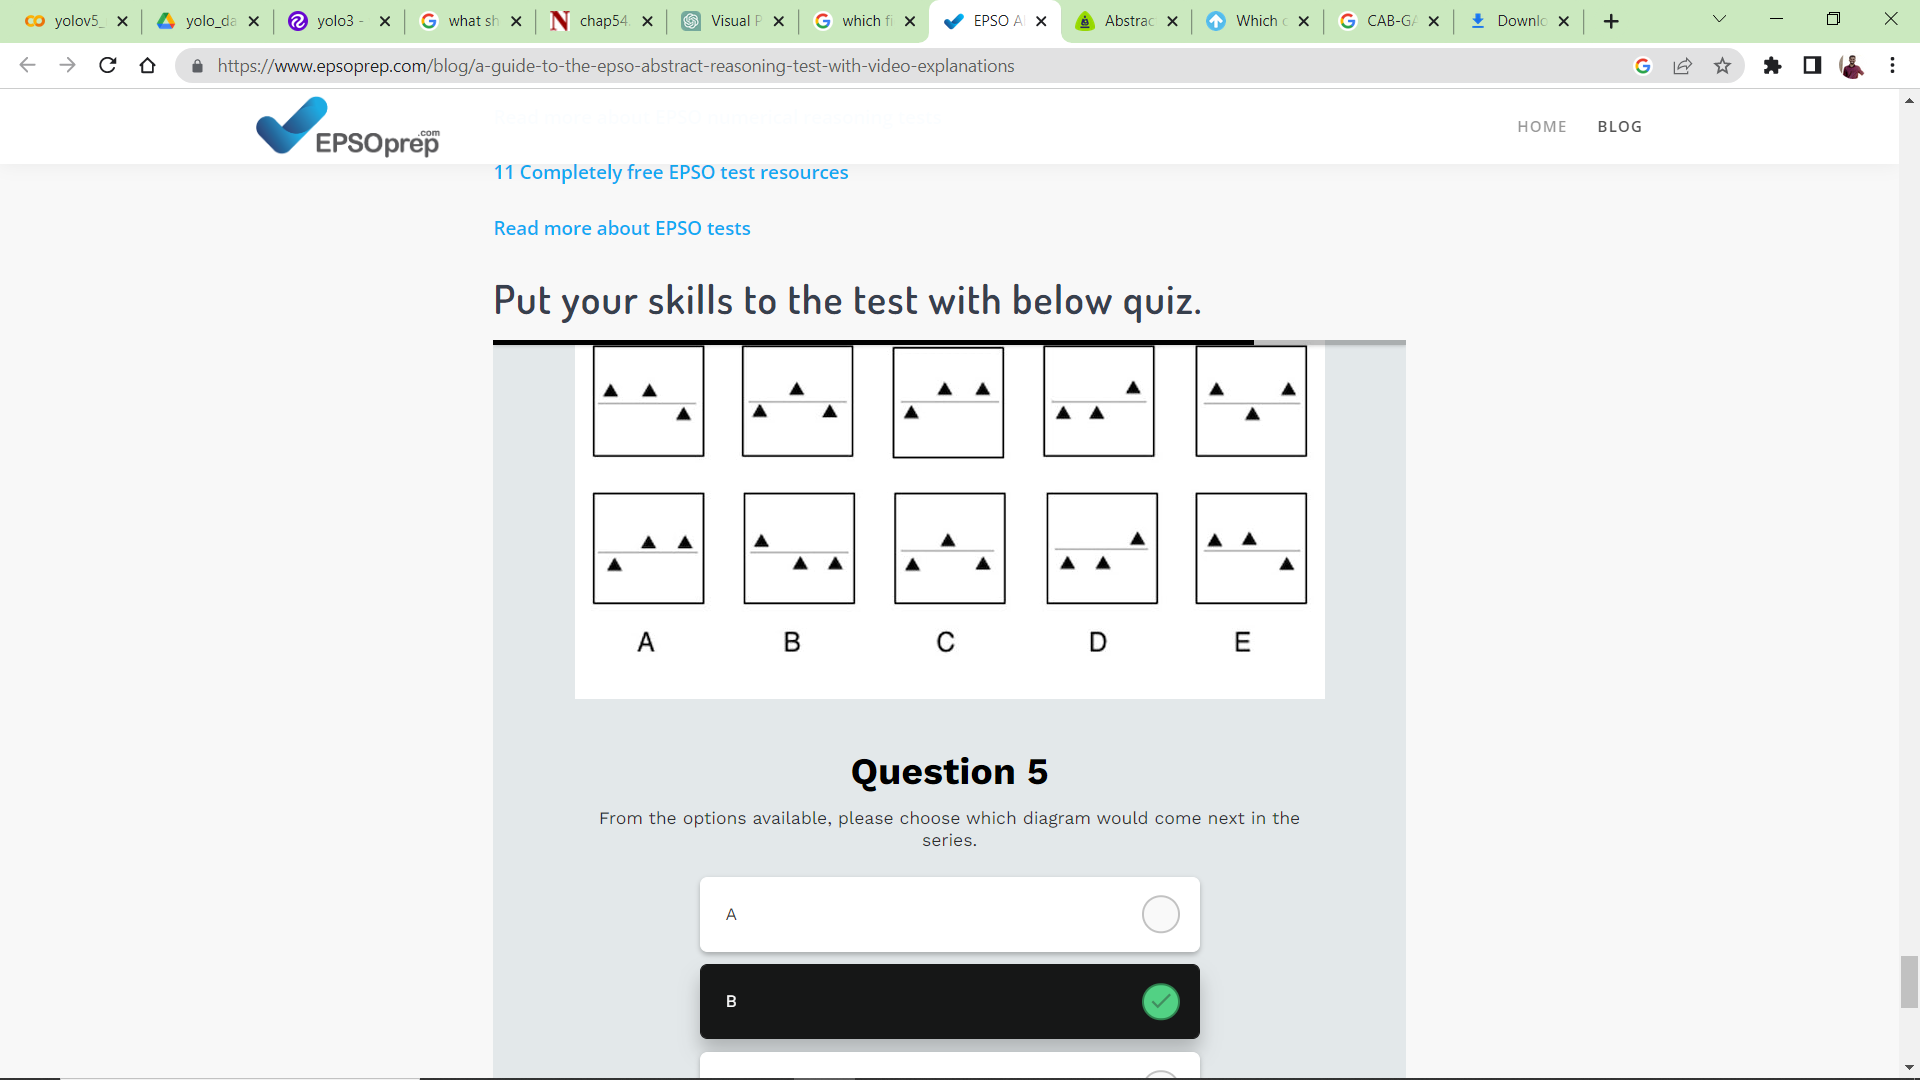 yolov5_
yolo_da
yolo3 -
what sh
chap54.
Visual P
which fi
EPSO A
Abstrac
Which c
CAB-GA
Downlo
https://www.epsoprep.com/blog/a-guide-to-the-epso-abstract-reasoning-test-with-video-explanations
EPSOprep
.com
HOME
BLOG
11 Completely free EPSO test resources
Read more about EPSO tests
Put your skills to the test with below quiz.
A B C D E
Question 5
From the options available, please choose which diagram would come next in the
series.
A
B